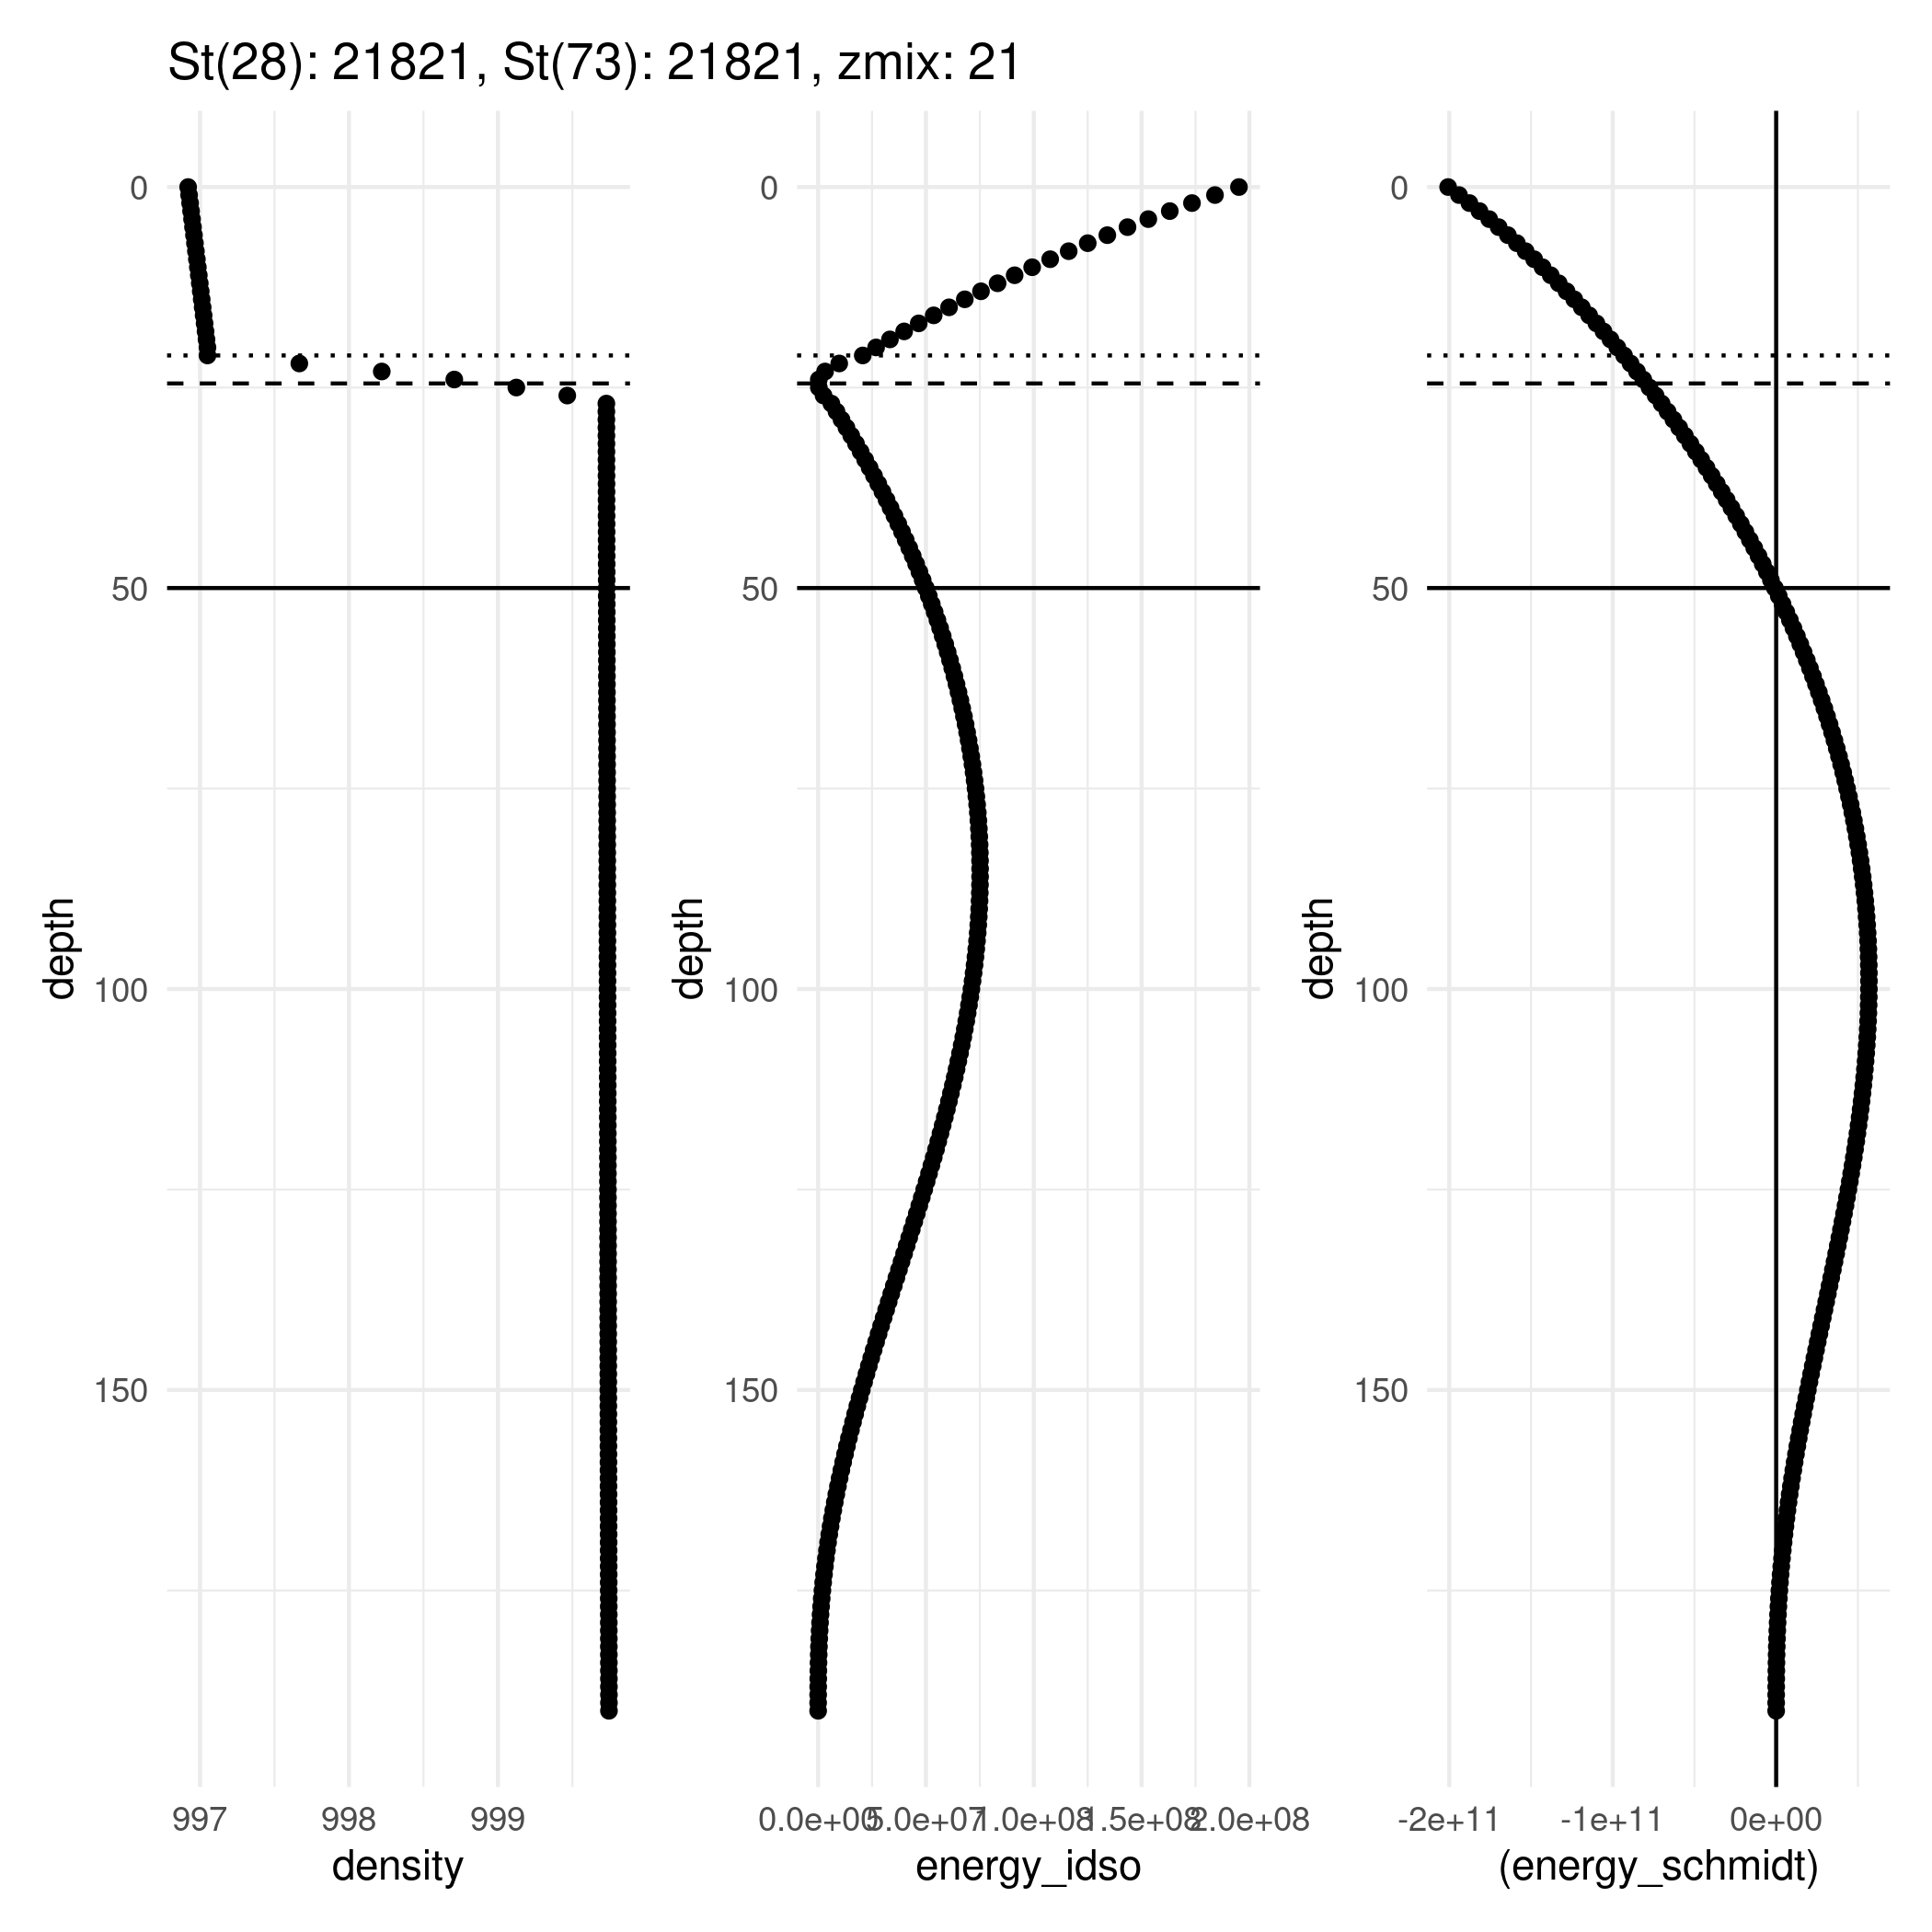 St(28): 21821, St(73): 21821, zmix: 21
depth
0
50
100
150
997 998 999
density
depth
0
50
100
150
0.0e+00 5.0e+07 1.0e+08 1.5e+08 2.0e+08
energy_idso
depth
0
50
100
150
-2e+11 -1e+11 0e+00
(energy_schmidt)